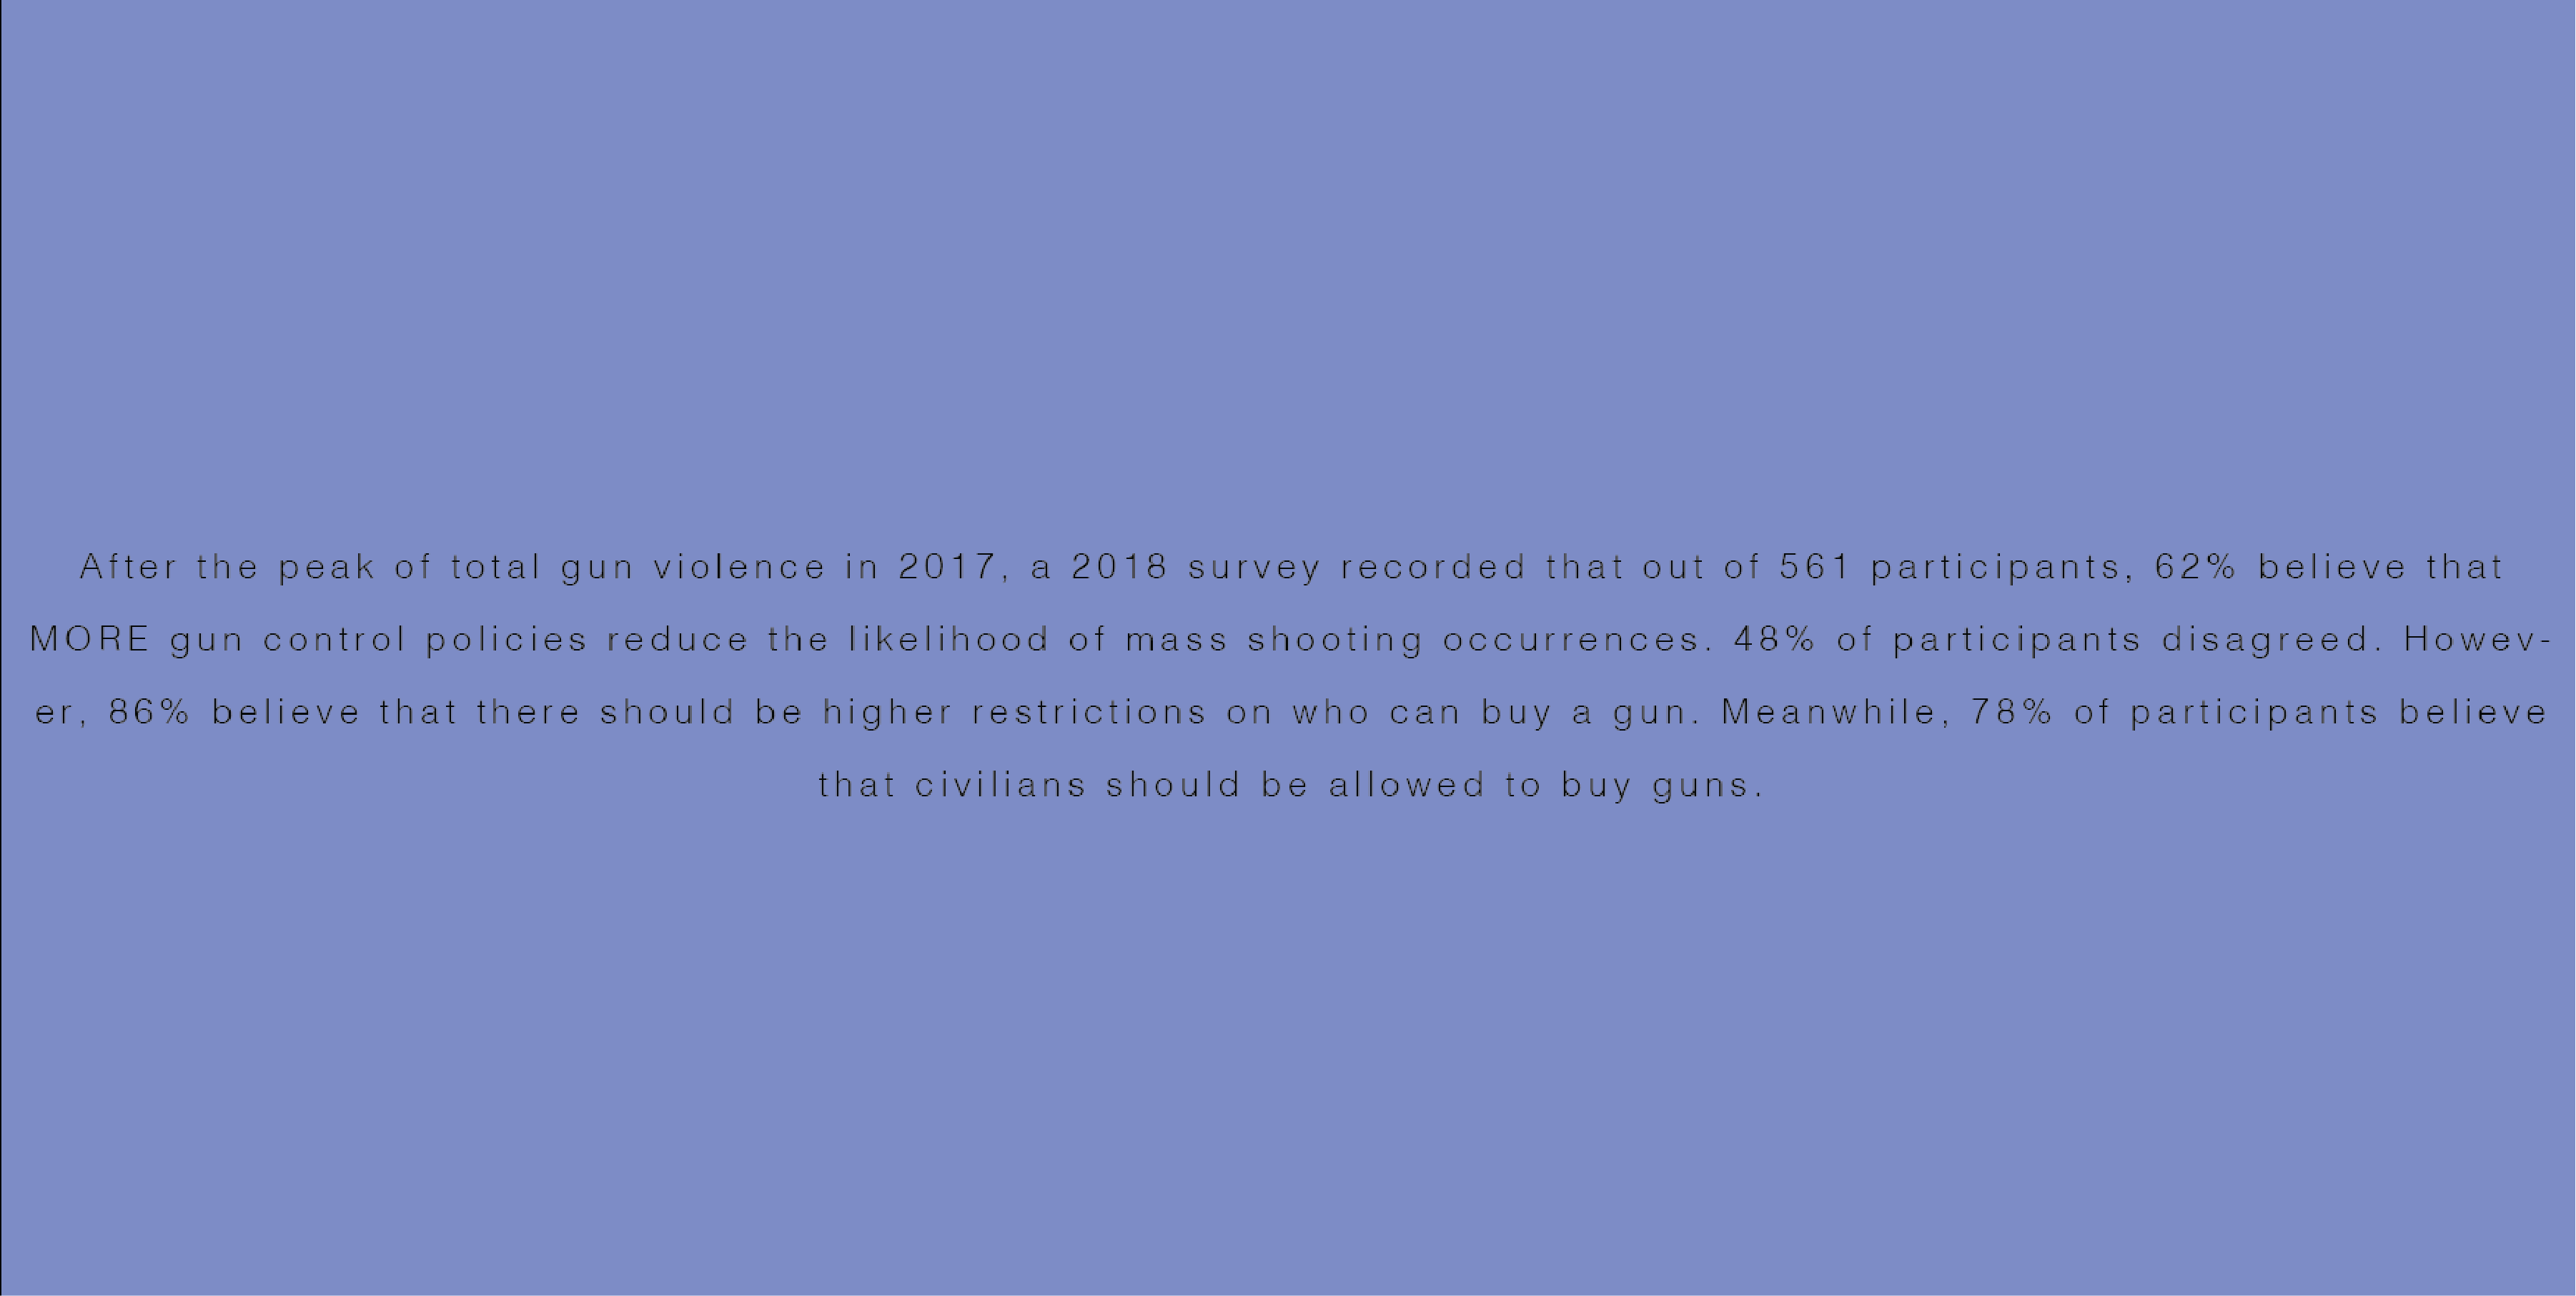 After the peak of total gun violence in 2017, a 2018 survey recorded that out of 561 participants, 62% believe that
MORE gun control policies reduce the likelihood of mass shooting occurrences. 48% of participants disagreed. Howev-
er, 86% believe that there should be higher restrictions on who can buy a gun. Meanwhile, 78% of participants believe
that civilians should be allowed to buy guns.